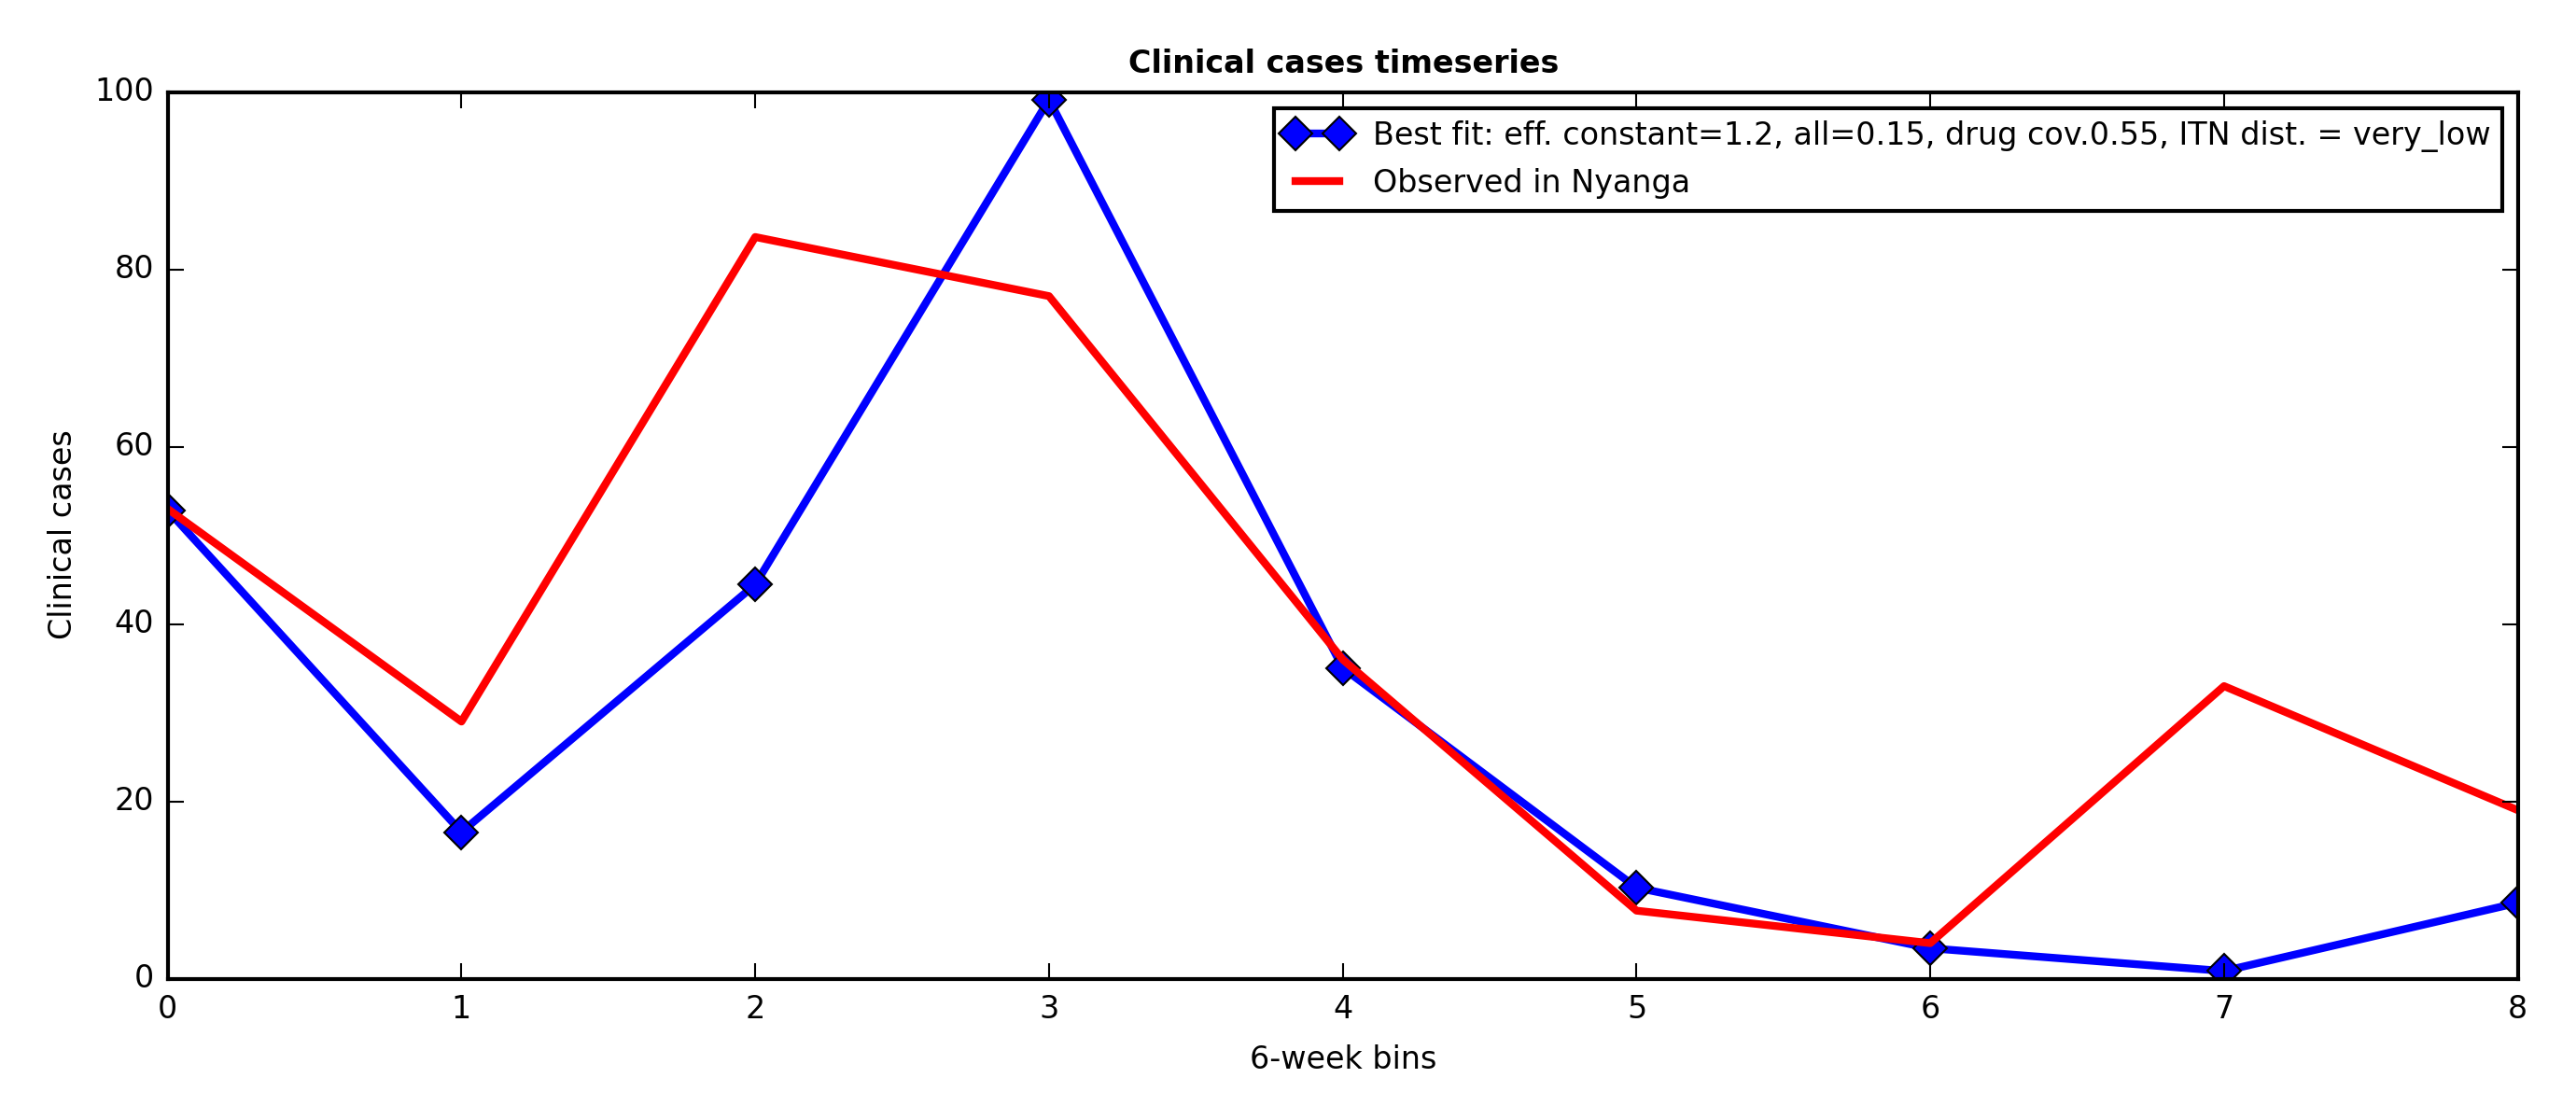 Clinical cases timeseries
100
80
60
40
20
0
Clinical cases
Best fit: eff. constant=1.2, all=0.15, drug cov.0.55, ITN dist. = very_low
Observed in Nyanga
0 1 2 3 4 5 6 7 8
6-week bins